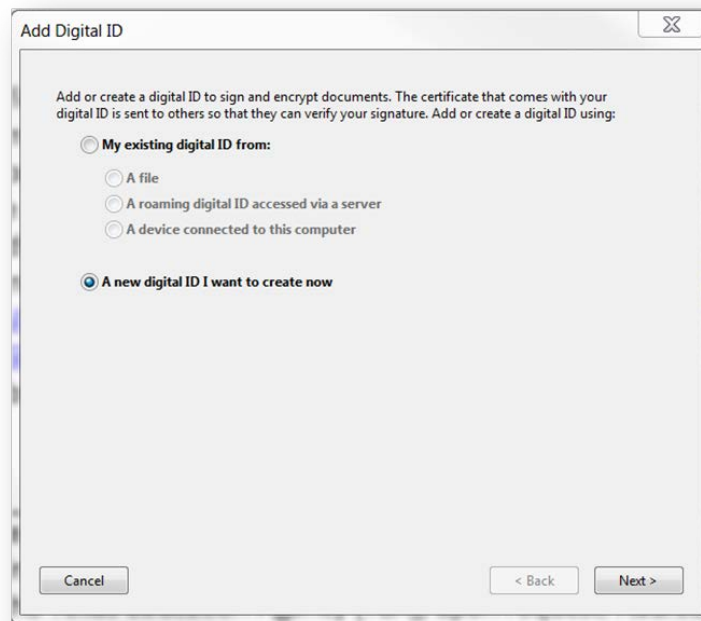 Add Digital ID
Add or create a digital ID to sign and encrypt documents. The certificate that comes with your
digital ID is sent to others so that they can verify your signature. Add or create a digital ID using:
My existing digital ID from:
A file
A roaming digital ID accessed via a server
A device connected to this computer
A new digital ID I want to create now
Cancel
< Back
Next >